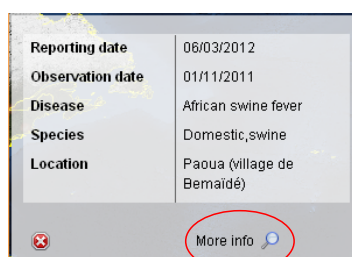 Reporting date 06/03/2012
Observation date 01/11/2011
Disease African swine fever
Species Domestic,swine
Location Paoua (village de
Bemaïdé)
More info